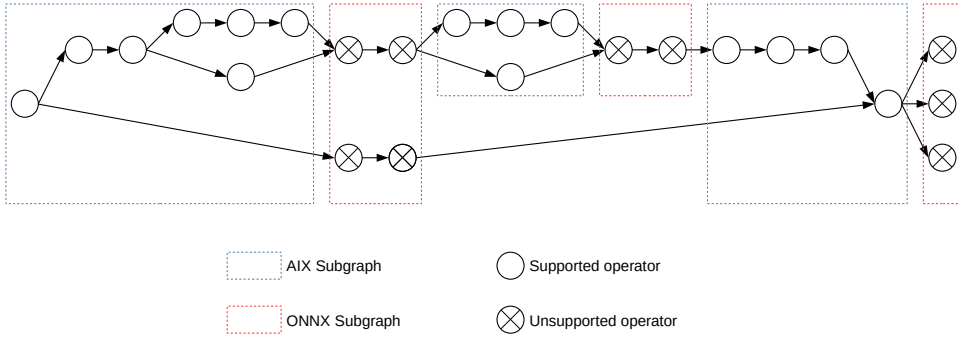 AIX Subgraph
Supported operator
ONNX Subgraph
Unsupported operator